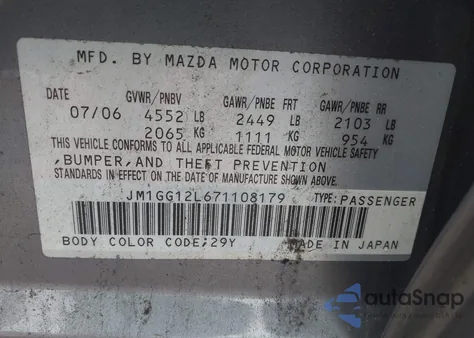 MFD. BY MAZDA MOTOR CORPORATION
GVWR/PNBV GAWR/PNBE FRT GAWR/PNBE RR
07/06 4552 LB 2449 LB 2103 LB
2065 KG 1111 KG 954 KG
THIS VEHICLE CONFORMS TO ALL APPLICABLE FEDERAL MOTOR VEHICLE SAFETY
,BUMPER,AND THEFT PREVENTION
STANDARDS IN EFFECT ON THE DATE OF MANUFACTURE SHOWN ABOVE.
JM1GG12L671108179 TYPE:PASSENGER
BODY COLOR CODE;29Y MADE IN JAPAN
autoSnap